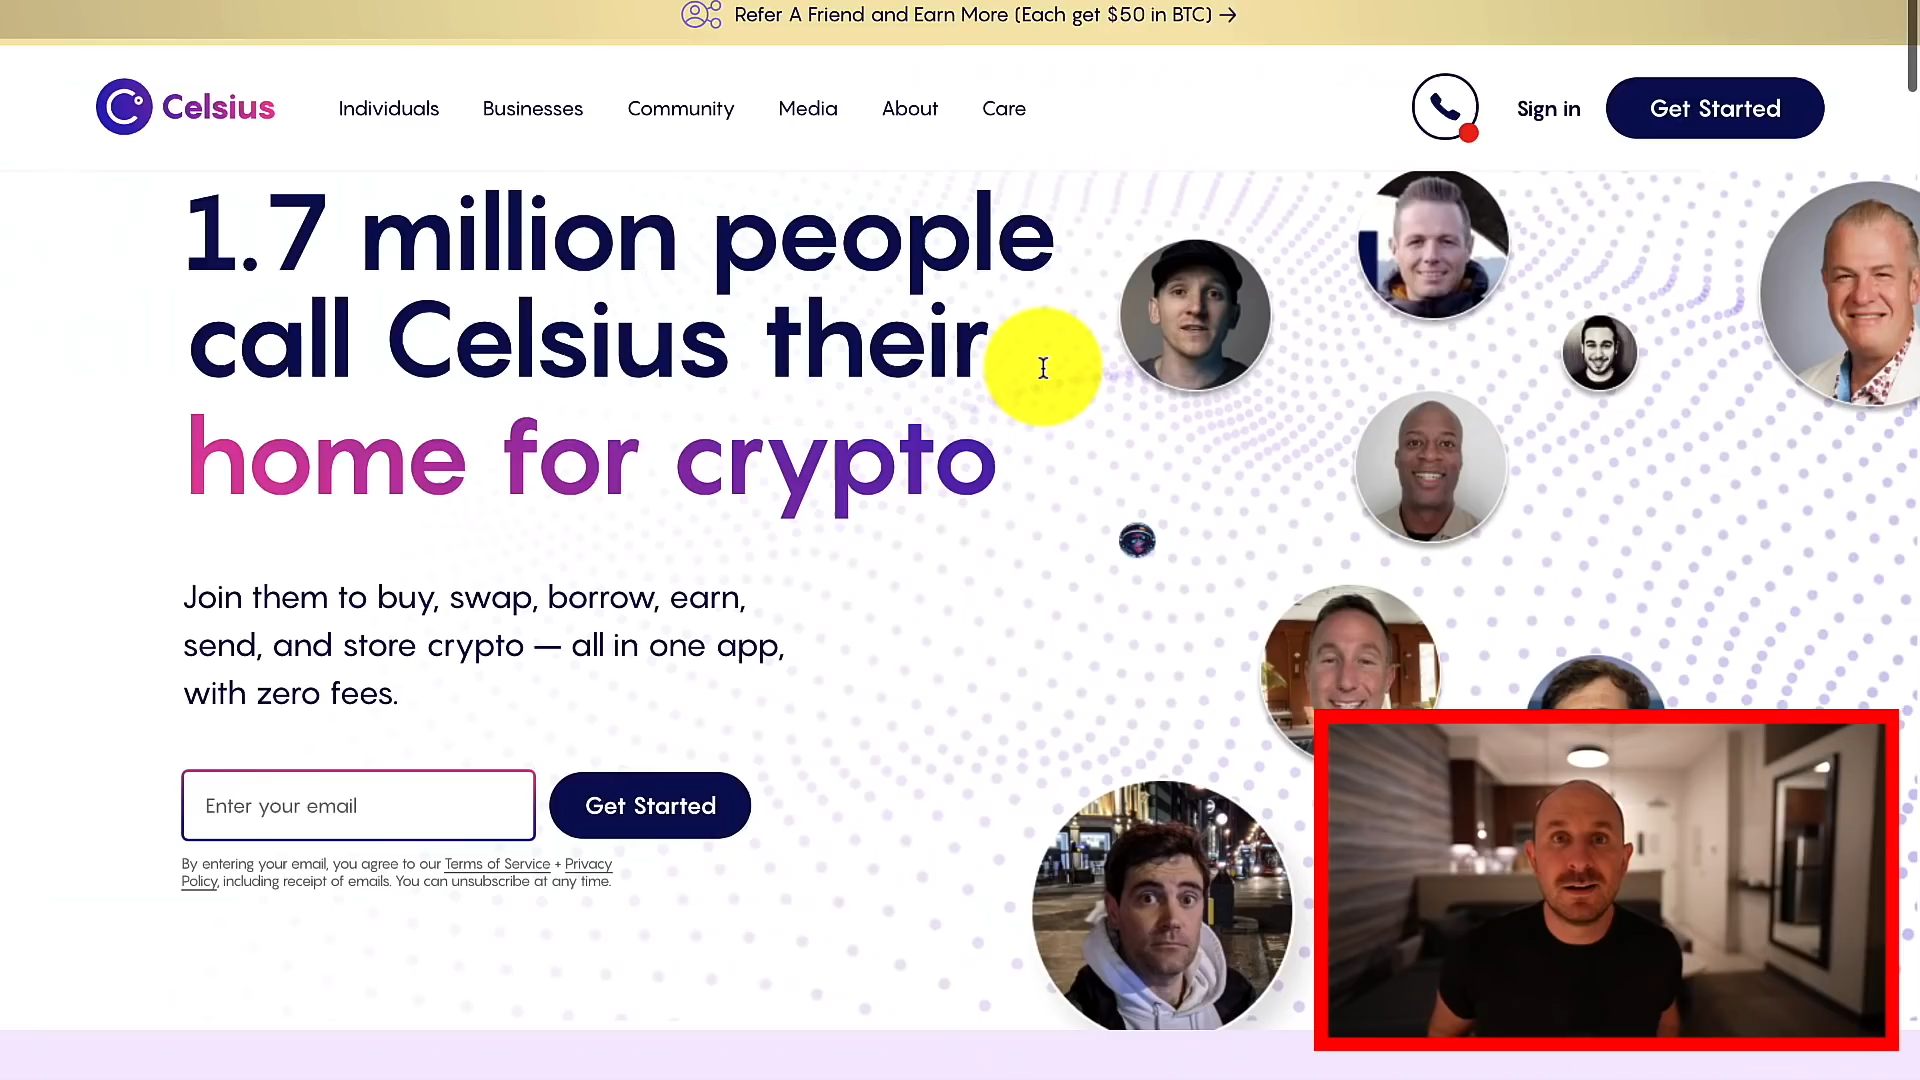 Refer A Friend and Earn More (Each get $50 in BTC) →
Celsius
Individuals
Businesses
Community
Media
About
Care
Sign in
Get Started
1.7 million people
call Celsius their
home for crypto
Join them to buy, swap, borrow, earn,
send, and store crypto — all in one app,
with zero fees.
Enter your email
Get Started
By entering your email, you agree to our Terms of Service + Privacy
Policy, including receipt of emails. You can unsubscribe at any time.